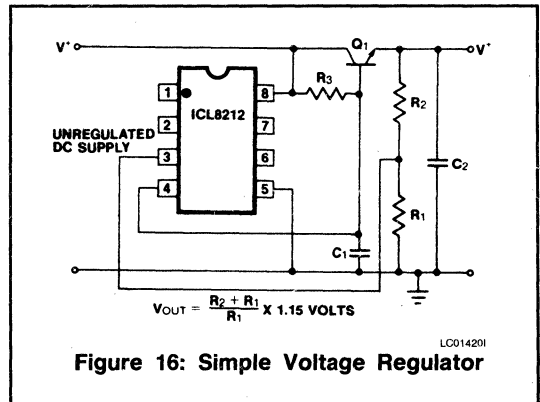 V+ V+
Q1
R3
1 8
ICL8212
R2
2 7
UNREGULATED
DC SUPPLY
3 6
C2
4 5
R1
C1
VOUT = R2 + R1 / R1 X 1.15 VOLTS
LC01420I
Figure 16: Simple Voltage Regulator